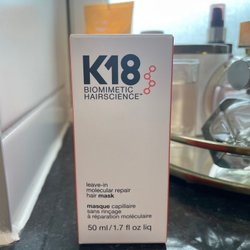 K18
BIOMIMETIC
HAIRSCIENCE
leave-in
molecular repair
hair mask
masque capillaire
sans rinçage
à réparation moléculaire
50 ml/1.7 fl oz liq